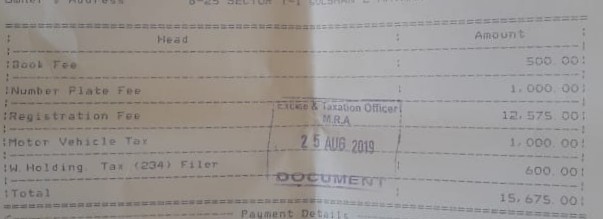 Owner's Address
Head Amount
Book Fee 500.00
Number Plate Fee 1,000.00
Registration Fee 12,575.00
Motor Vehicle Tax 1,000.00
W.Holding. Tax (234) Filer 600.00
Total 15,675.00
Payment Details
Excise & Taxation Officer
M.R.A
25 AUG 2019
DOCUMENT